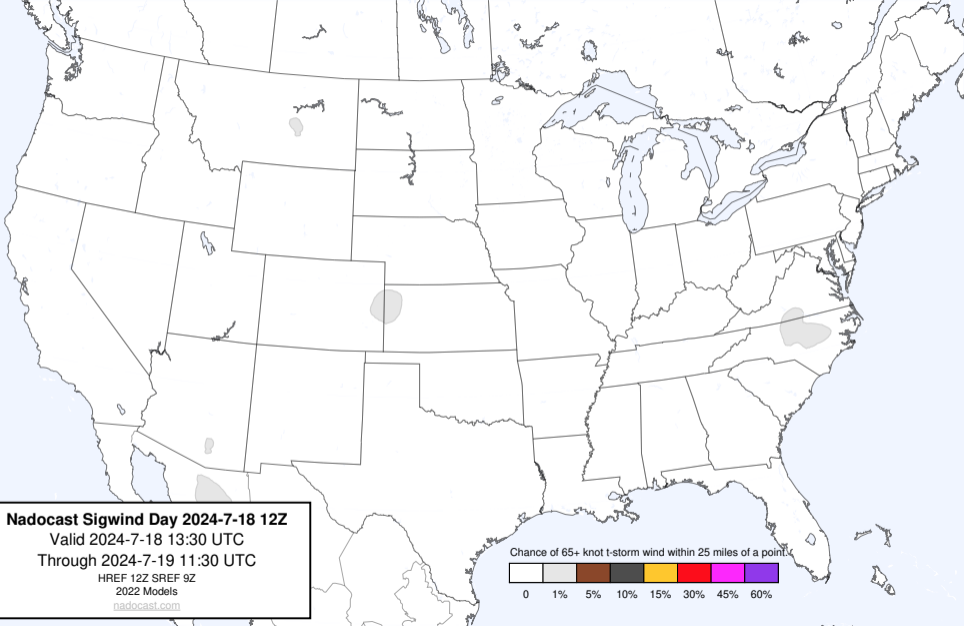 Nadocast Sigwind Day 2024-7-18 12Z
Valid 2024-7-18 13:30 UTC
Through 2024-7-19 11:30 UTC
HREF 12Z SREF 9Z
2022 Models
nadocast.com
Chance of 65+ knot t-storm wind within 25 miles of a point.
0 1% 5% 10% 15% 30% 45% 60%